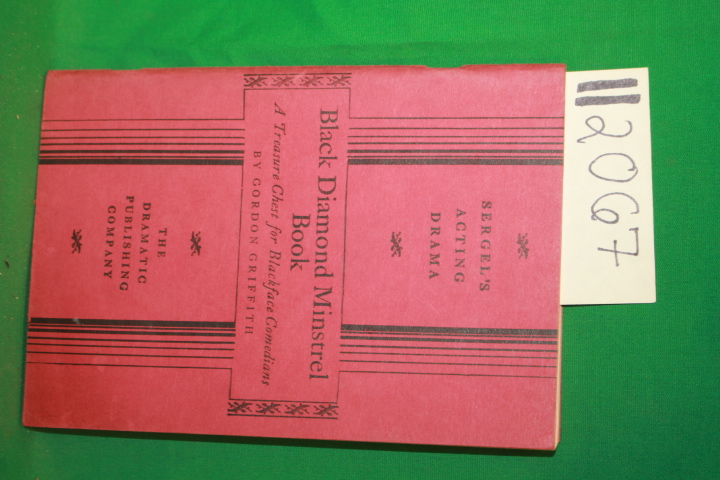 SERGEL'S
ACTING
DRAMA
Black Diamond Minstrel
Book
A Treasure Chest for Blackface Comedians
BY GORDON GRIFFITH
THE
DRAMATIC
PUBLISHING
COMPANY
2067